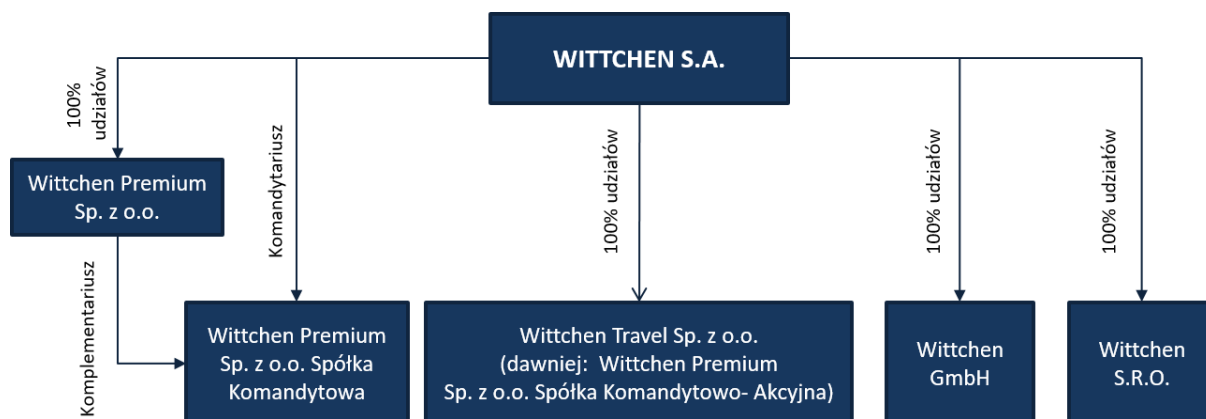 WITTCHEN S.A.
100%
udziałów
Komandytariusz
100% udziałów
100% udziałów
100% udziałów
Wittchen Premium
Sp. z o.o.
Komplementariusz
Wittchen Premium
Sp. z o.o. Spółka
Komandytowa
Wittchen Travel Sp. z o.o.
(dawniej: Wittchen Premium
Sp. z o.o. Spółka Komandytowo- Akcyjna)
Wittchen
GmbH
Wittchen
S.R.O.